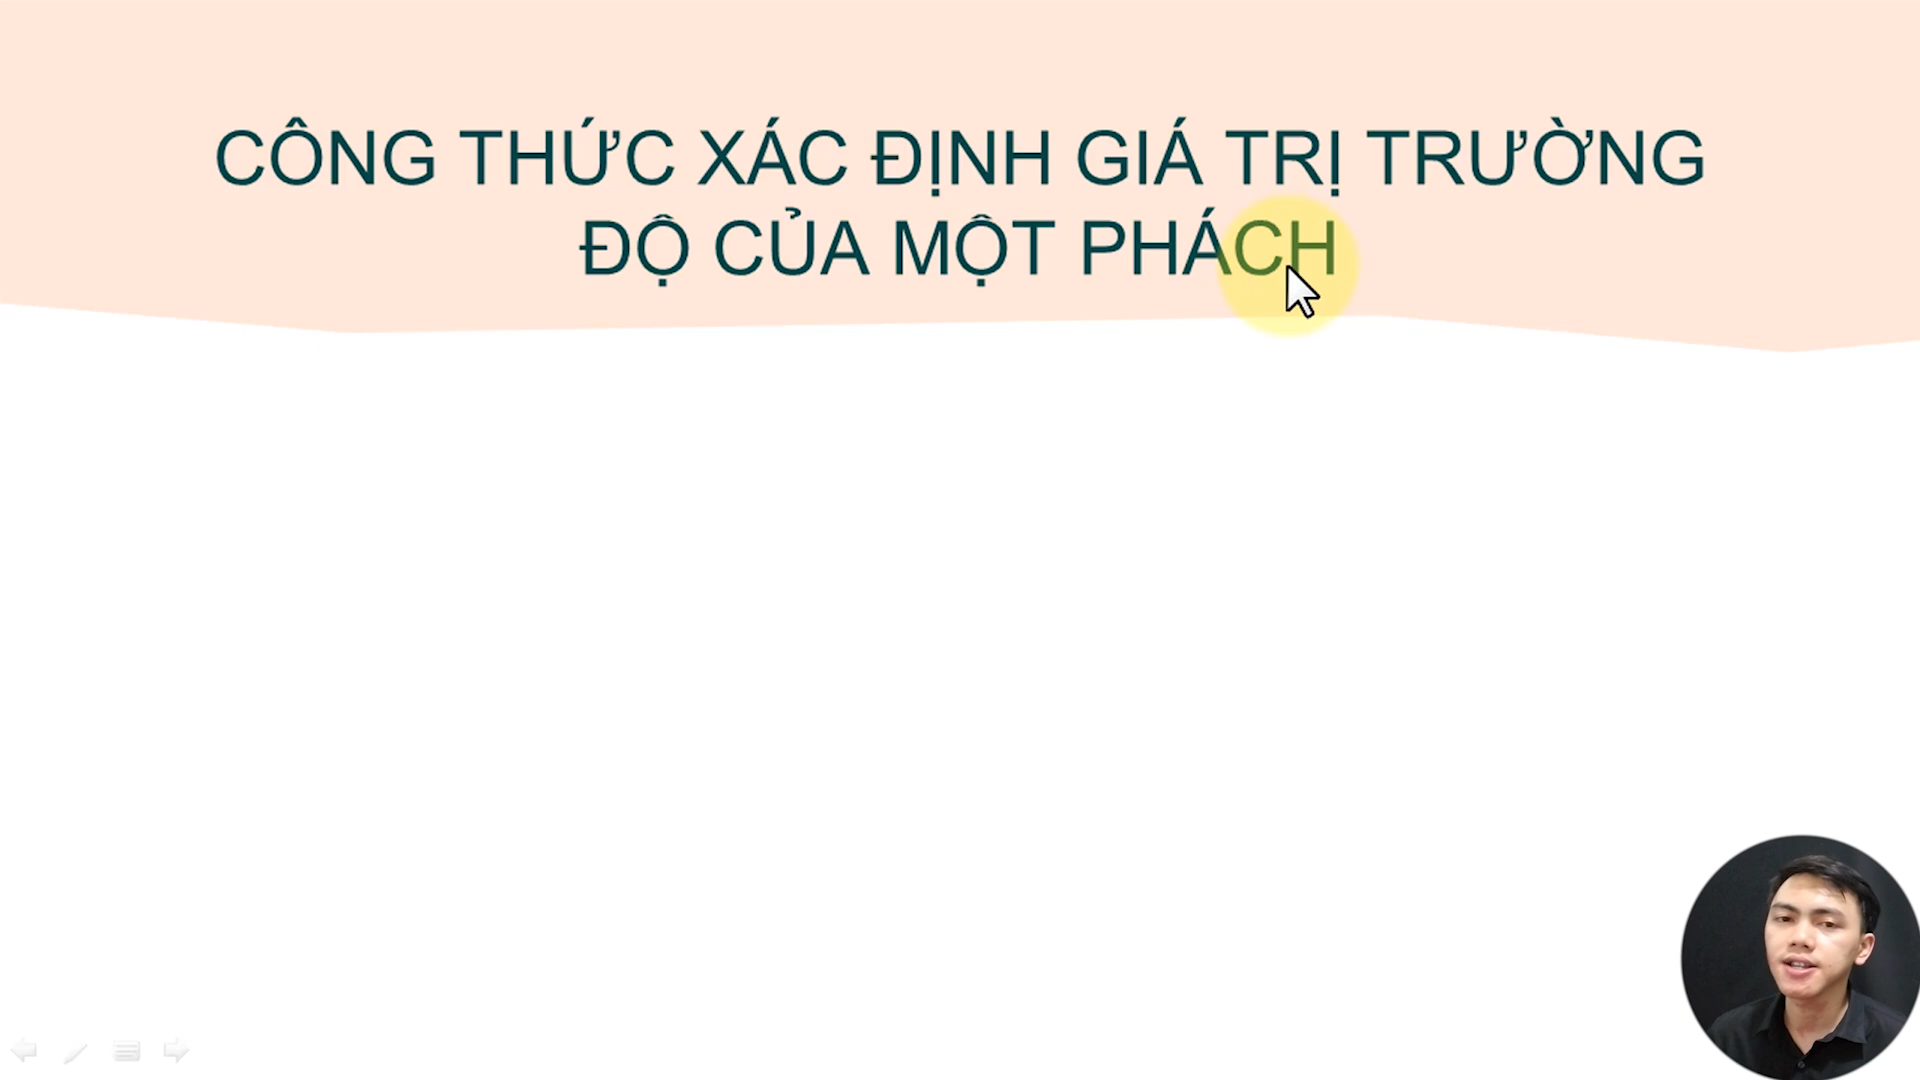 CÔNG THỨC XÁC ĐỊNH GIÁ TRỊ TRƯỜNG
ĐỘ CỦA MỘT PHÁCH